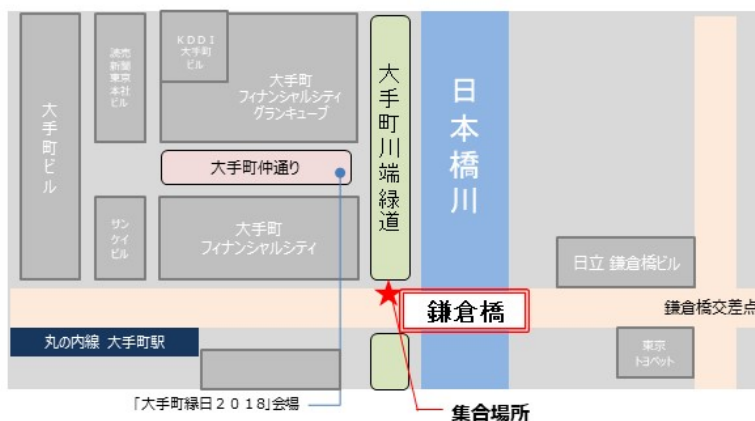 大手町ビル
読売
新聞
東京
本社
ビル
KDDI
大手町
ビル
大手町
フィナンシャルシティ
グランキューブ
大手町川端緑道
日本橋川
大手町仲通り
サン
ケイ
ビル
大手町
フィナンシャルシティ
日立 鎌倉橋ビル
鎌倉橋
鎌倉橋交差点
丸の内線 大手町駅
東京
トヨペット
「大手町縁日2018」会場
集合場所